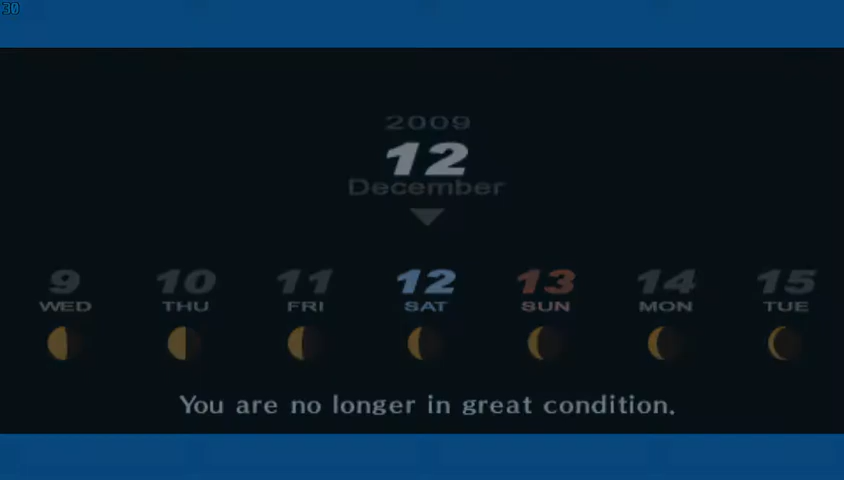 30
2009
12
December
9 10 11 12 13 14 15
WED THU FRI SAT SUN MON TUE
You are no longer in great condition.